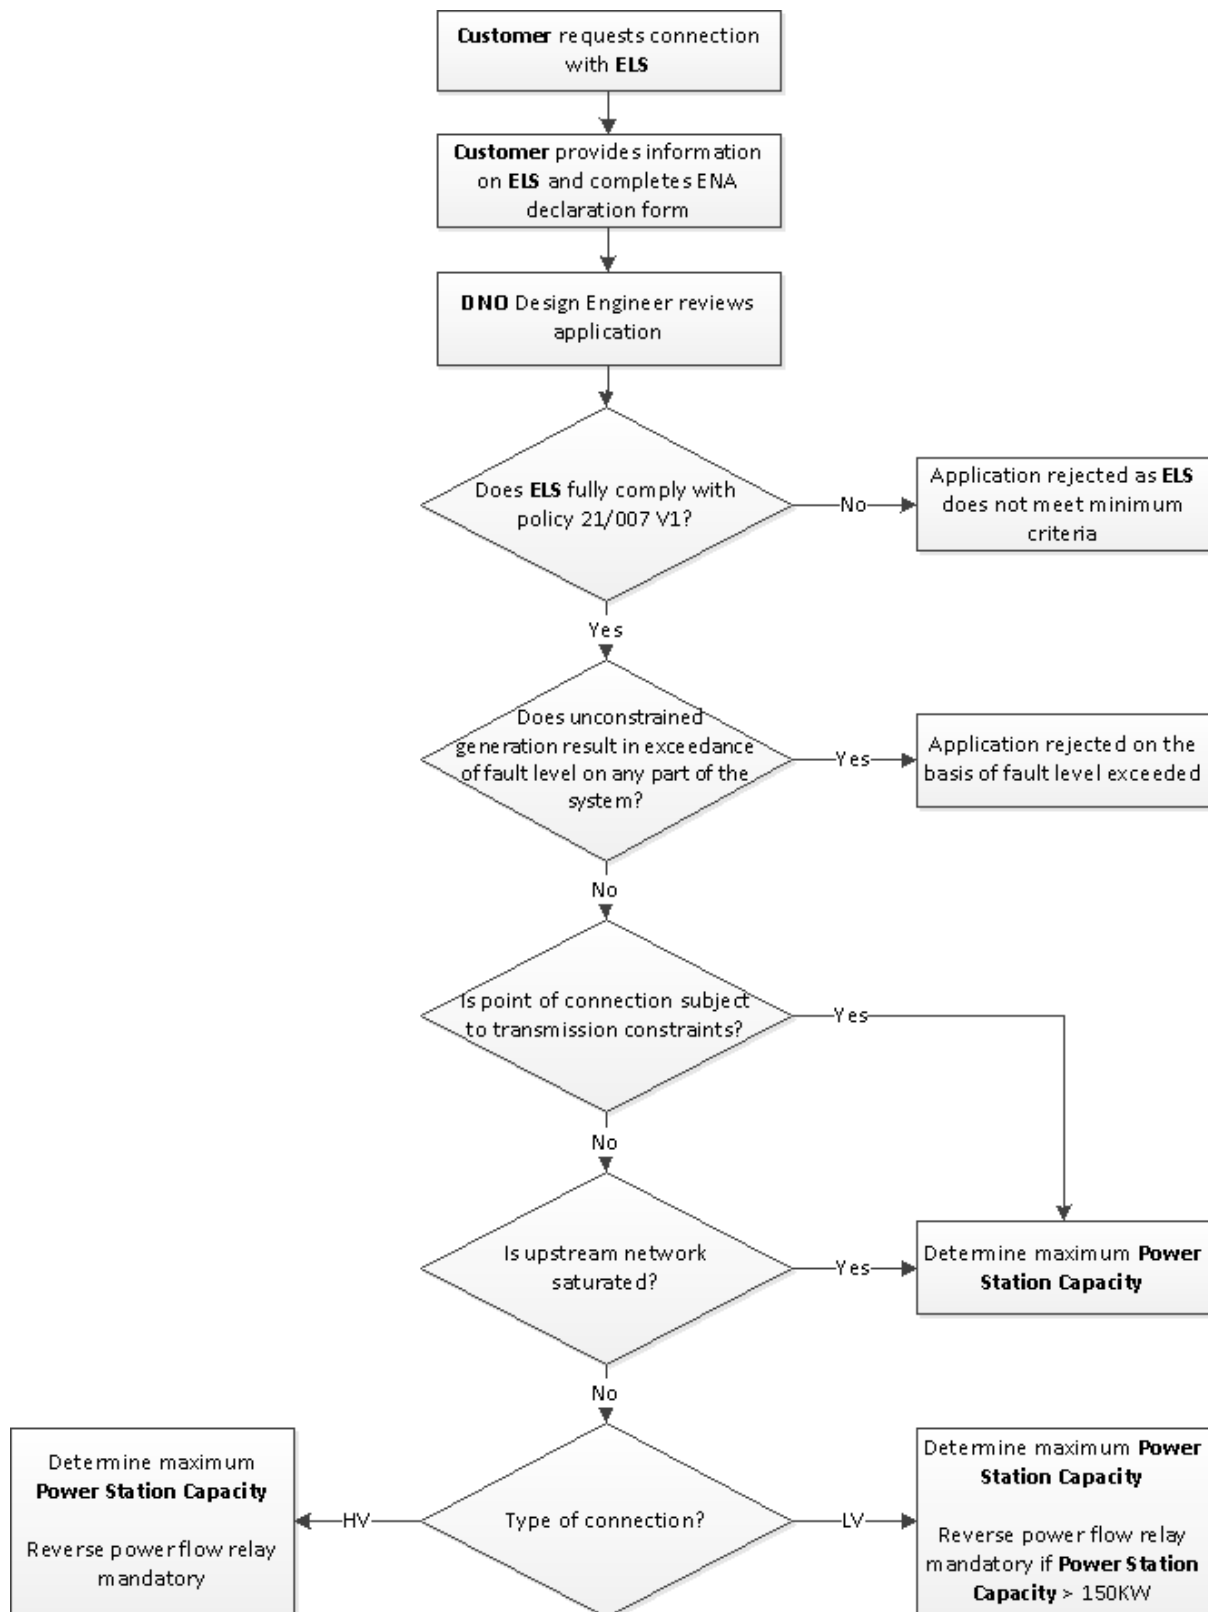 Customer requests connection
with ELS
Customer provides information
on ELS and completes ENA
declaration form
DNO Design Engineer reviews
application
Does ELS fully comply with
policy 21/007 V1?
No
Application rejected as ELS
does not meet minimum
criteria
Yes
Does unconstrained
generation result in exceedance
of fault level on any part of the
system?
Yes
Application rejected on the
basis of fault level exceeded
No
Is point of connection subject
to transmission constraints?
Yes
No
Is upstream network
saturated?
Yes
Determine maximum Power
Station Capacity
No
Determine maximum
Power Station Capacity
Reverse power flow relay
mandatory
HV
Type of connection?
LV
Determine maximum Power
Station Capacity
Reverse power flow relay
mandatory if Power Station
Capacity > 150KW